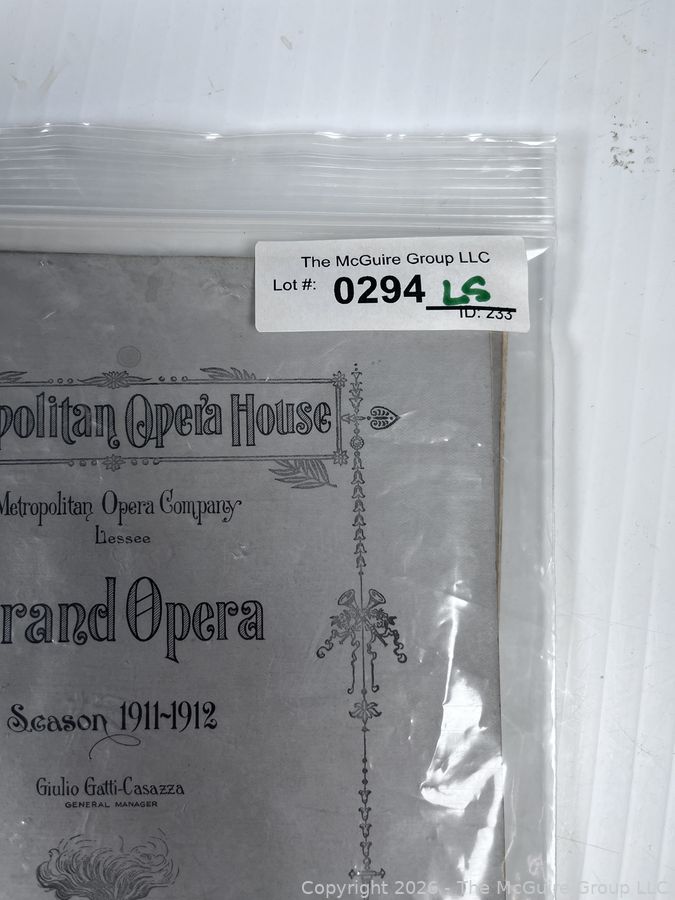 The McGuire Group LLC
Lot #: 0294 LS
ID: 233
politan Opera House
Metropolitan Opera Company
Lessee
rand Opera
Season 1911-1912
Giulio Gatti-Casazza
GENERAL MANAGER
Copyright 2026 - The McGuire Group LLC